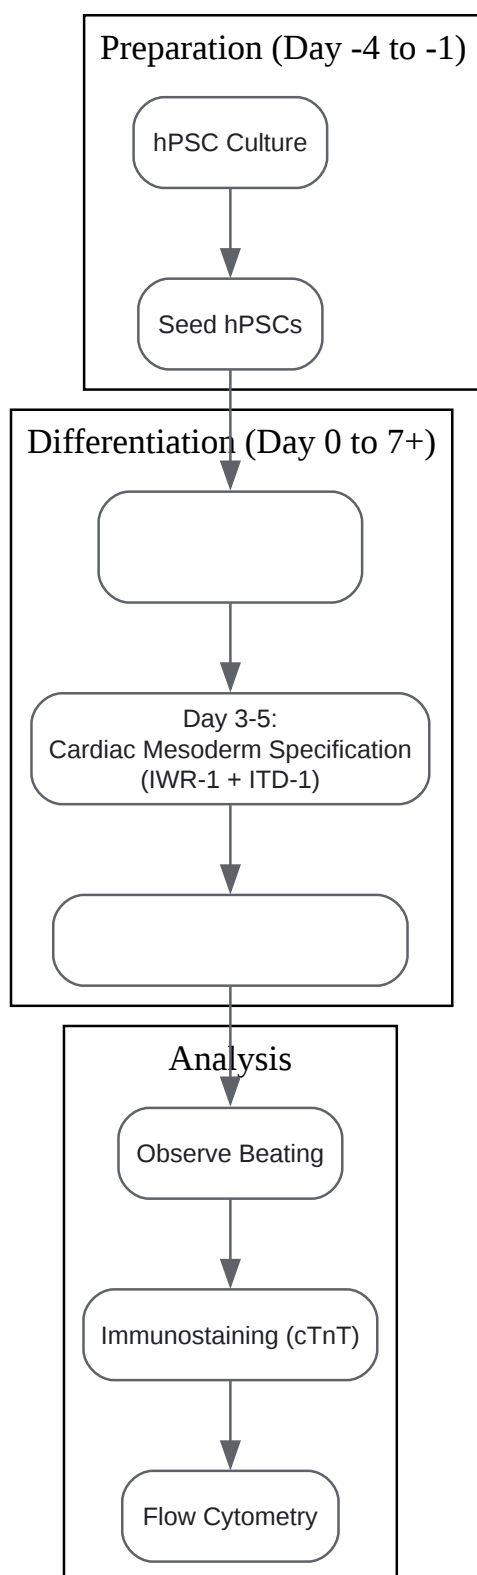 Preparation (Day -4 to -1)
hPSC Culture
Seed hPSCs
Differentiation (Day 0 to 7+)
Day 3-5:
Cardiac Mesoderm Specification
(IWR-1 + ITD-1)
Analysis
Observe Beating
Immunostaining (cTnT)
Flow Cytometry